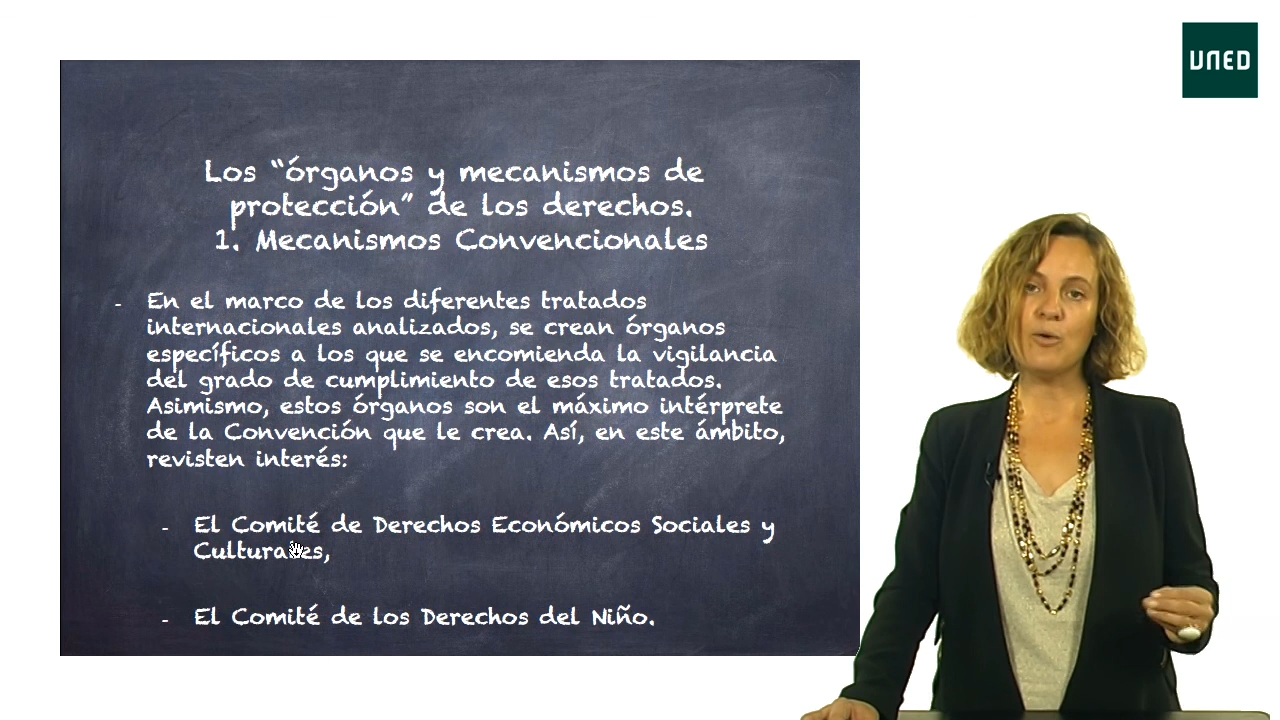 UNED
Los “órganos y mecanismos de
protección” de los derechos.
1. Mecanismos Convencionales
- En el marco de los diferentes tratados
internacionales analizados, se crean órganos
específicos a los que se encomienda la vigilancia
del grado de cumplimiento de esos tratados.
Asimismo, estos órganos son el máximo intérprete
de la Convención que le crea. Así, en este ámbito,
revisten interés:
- El Comité de Derechos Económicos Sociales y
Culturales,
- El Comité de los Derechos del Niño.